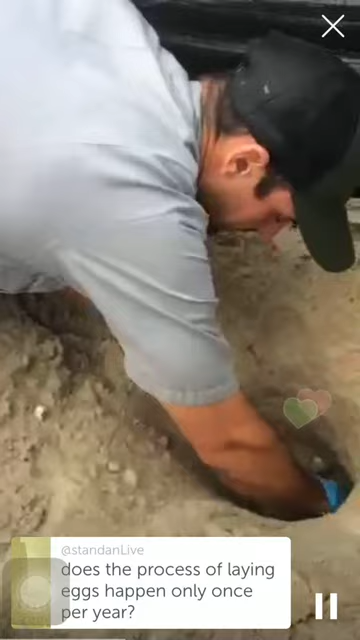 @standanLive
does the process of laying
eggs happen only once
per year?